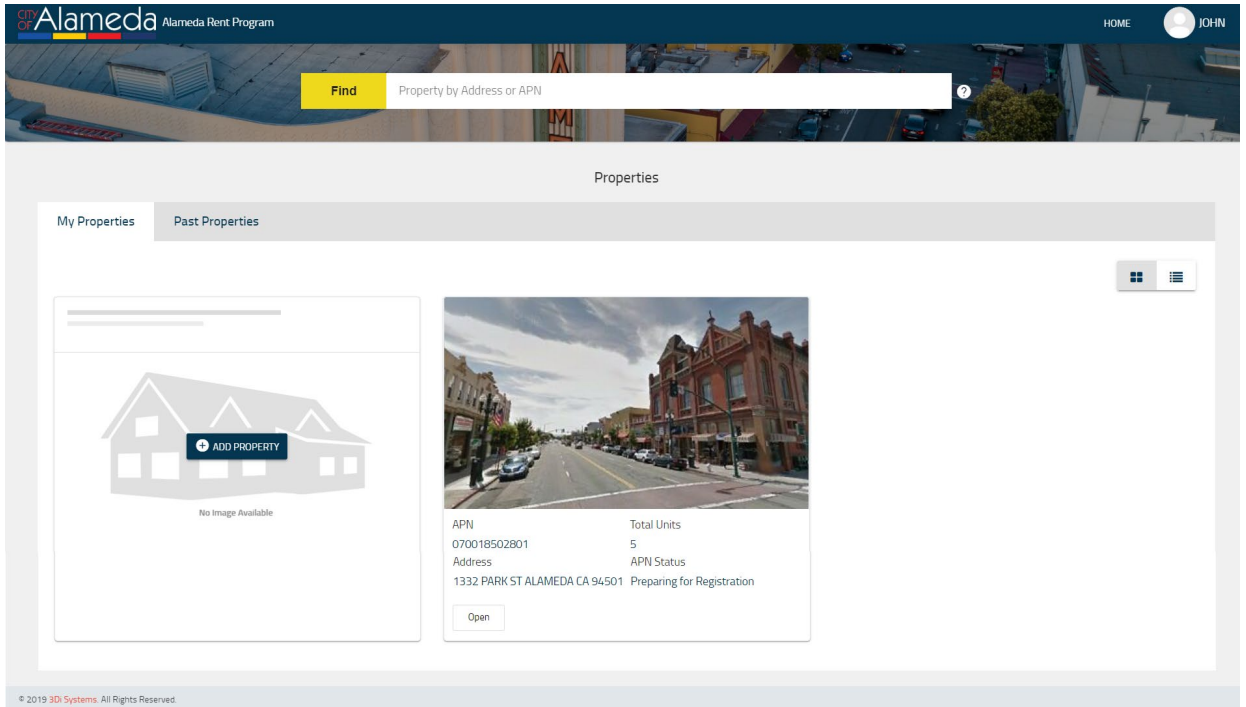 CITY OF Alameda Alameda Rent Program HOME JOHN
Find Property by Address or APN ?
Properties
My Properties Past Properties
ADD PROPERTY
No Image Available
APN Total Units
070018502801 5
Address APN Status
1332 PARK ST ALAMEDA CA 94501 Preparing for Registration
Open
© 2019 3Di Systems. All Rights Reserved.